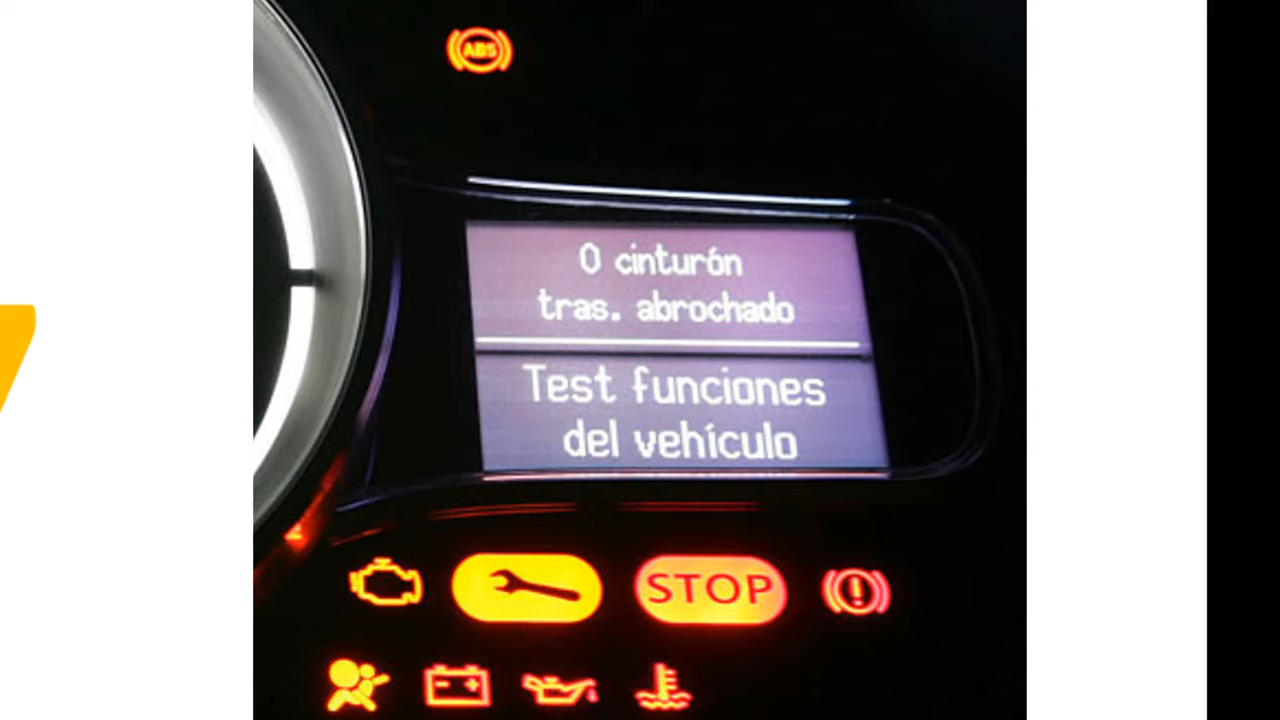 ABS
0 cinturón
tras. abrochado
Test funciones
del vehículo
STOP